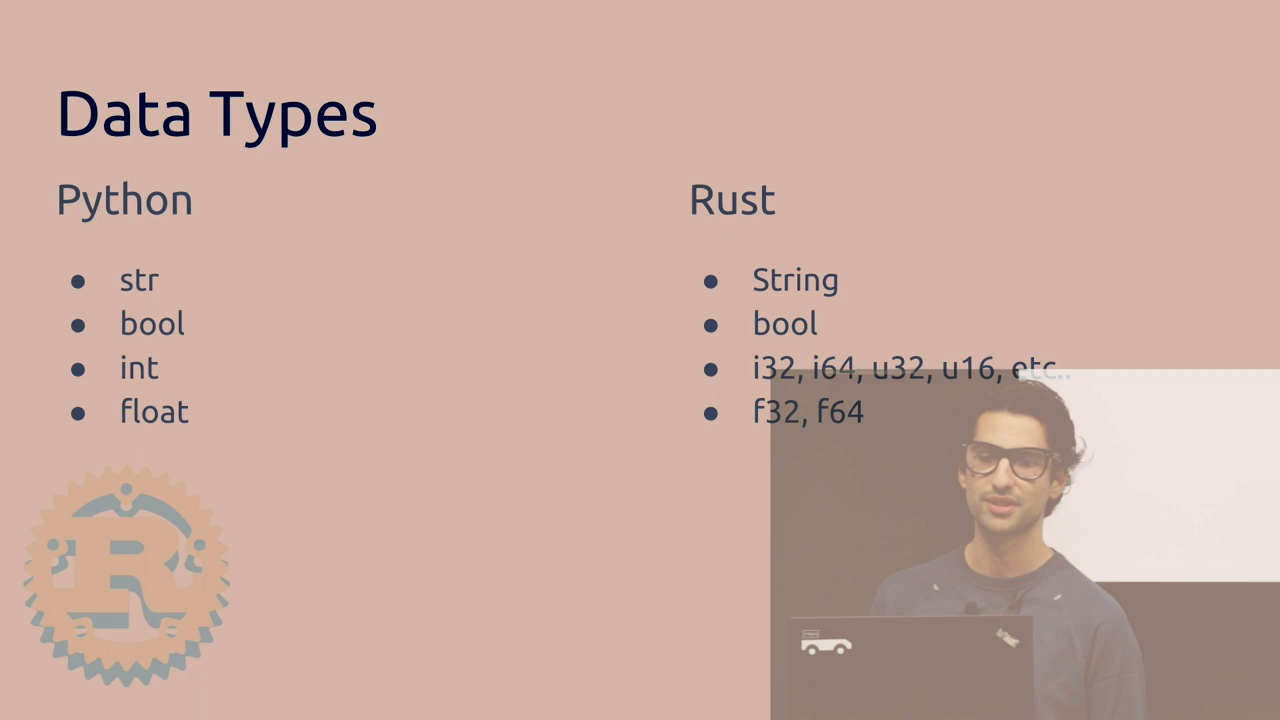 Data Types
Python
● str
● bool
● int
● float
Rust
● String
● bool
● i32, i64, u32, u16, etc..
● f32, f64
R